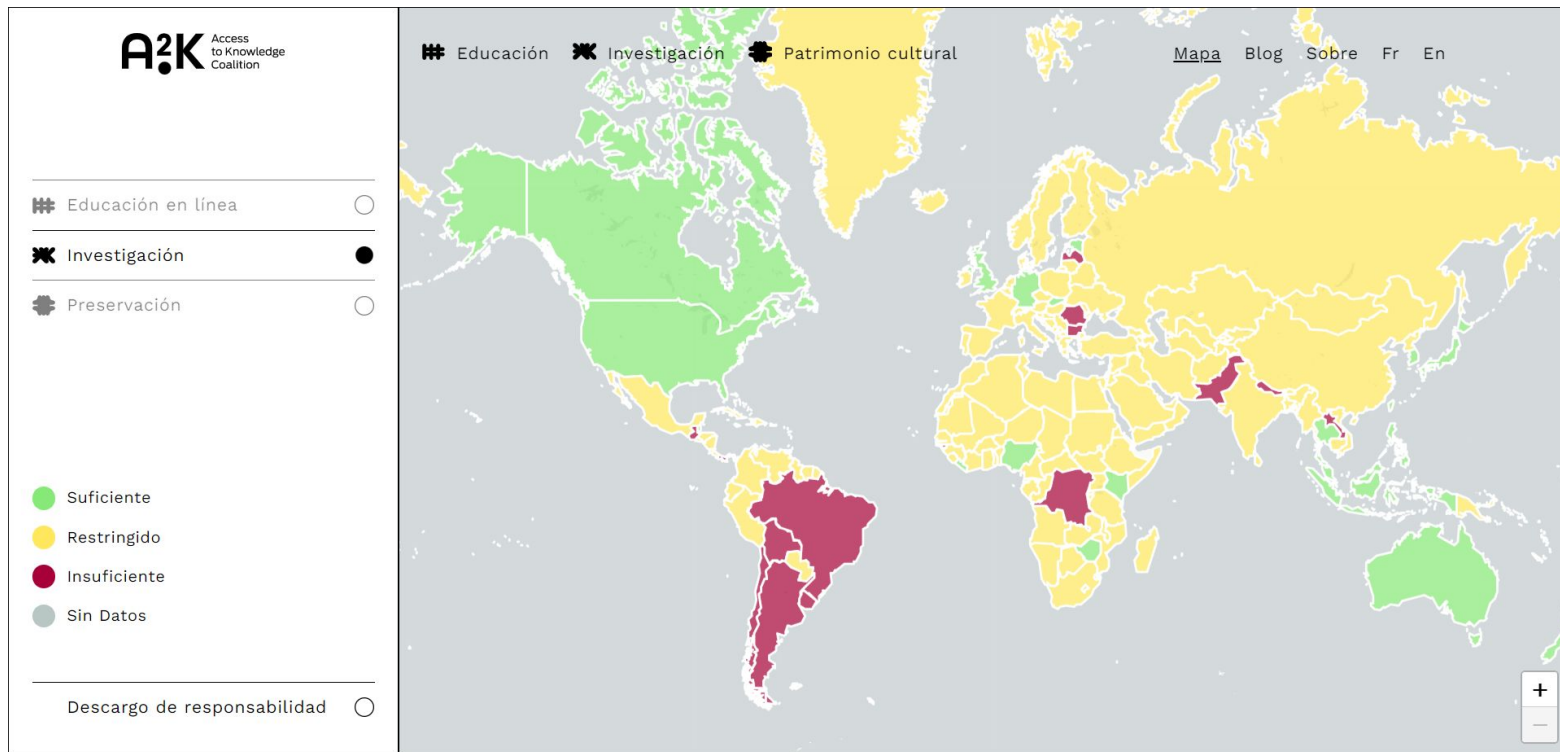 A2K
Access
to Knowledge
Coalition
Educación en línea
Investigación
Preservación
Suficiente
Restringido
Insuficiente
Sin Datos
Descargo de responsabilidad
Educación Investigación Patrimonio cultural Mapa Blog Sobre Fr En
+
−